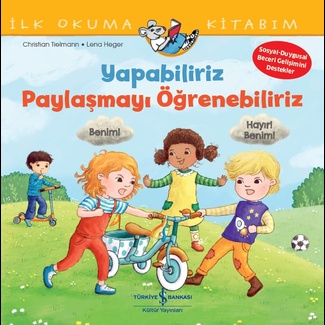 İLK OKUMA KİTABIM
Christian Tielmann • Lena Heger
Sosyal-Duygusal
Beceri Gelişimini
Destekler
Yapabiliriz
Paylaşmayı Öğrenebiliriz
Benim!
Hayır!
Benim!
TÜRKİYE İŞ BANKASI
Kültür Yayınları